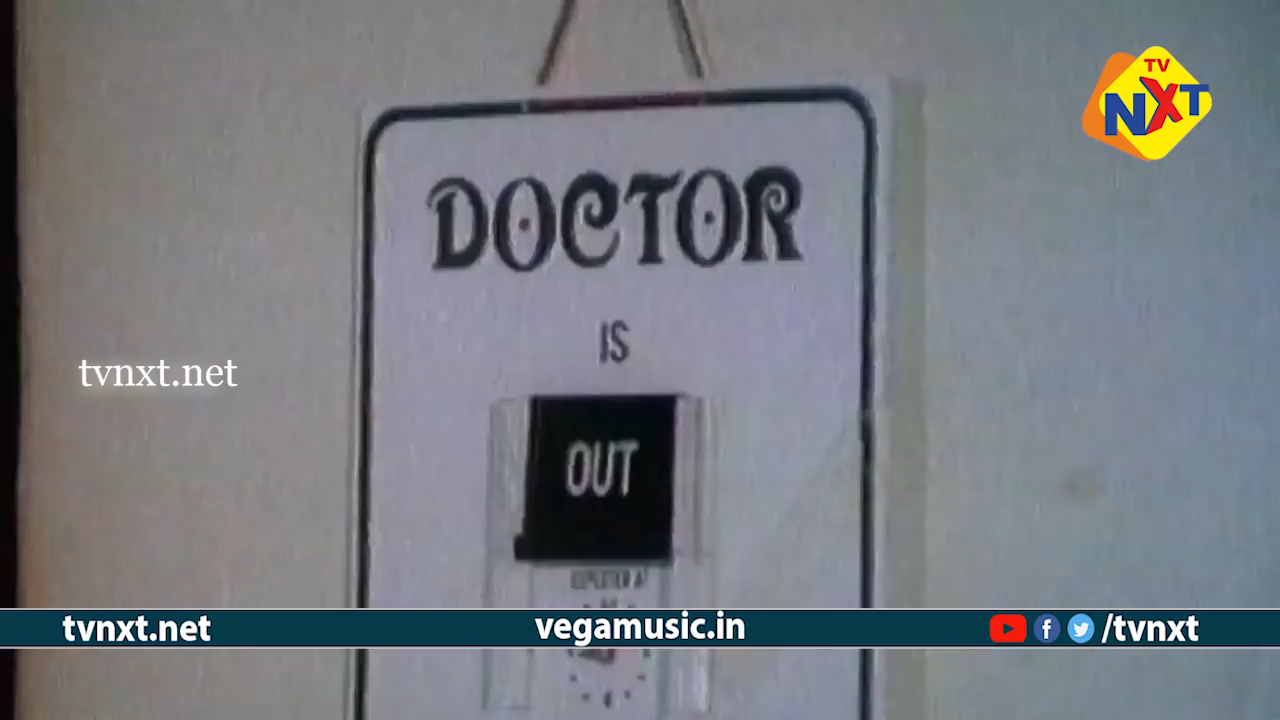 TV
NXT
DOCTOR
IS
tvnxt.net
OUT
tvnxt.net
vegamusic.in
/tvnxt